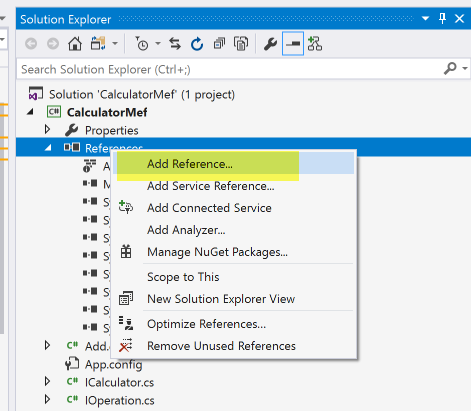 Solution Explorer
Search Solution Explorer (Ctrl+;)
Solution 'CalculatorMef' (1 project)
C# CalculatorMef
Properties
References
Add Reference...
Add Service Reference...
Add Connected Service
Add Analyzer...
Manage NuGet Packages...
Scope to This
New Solution Explorer View
Optimize References...
Remove Unused References
C# Add.
App.config
C# ICalculator.cs
C# IOperation.cs